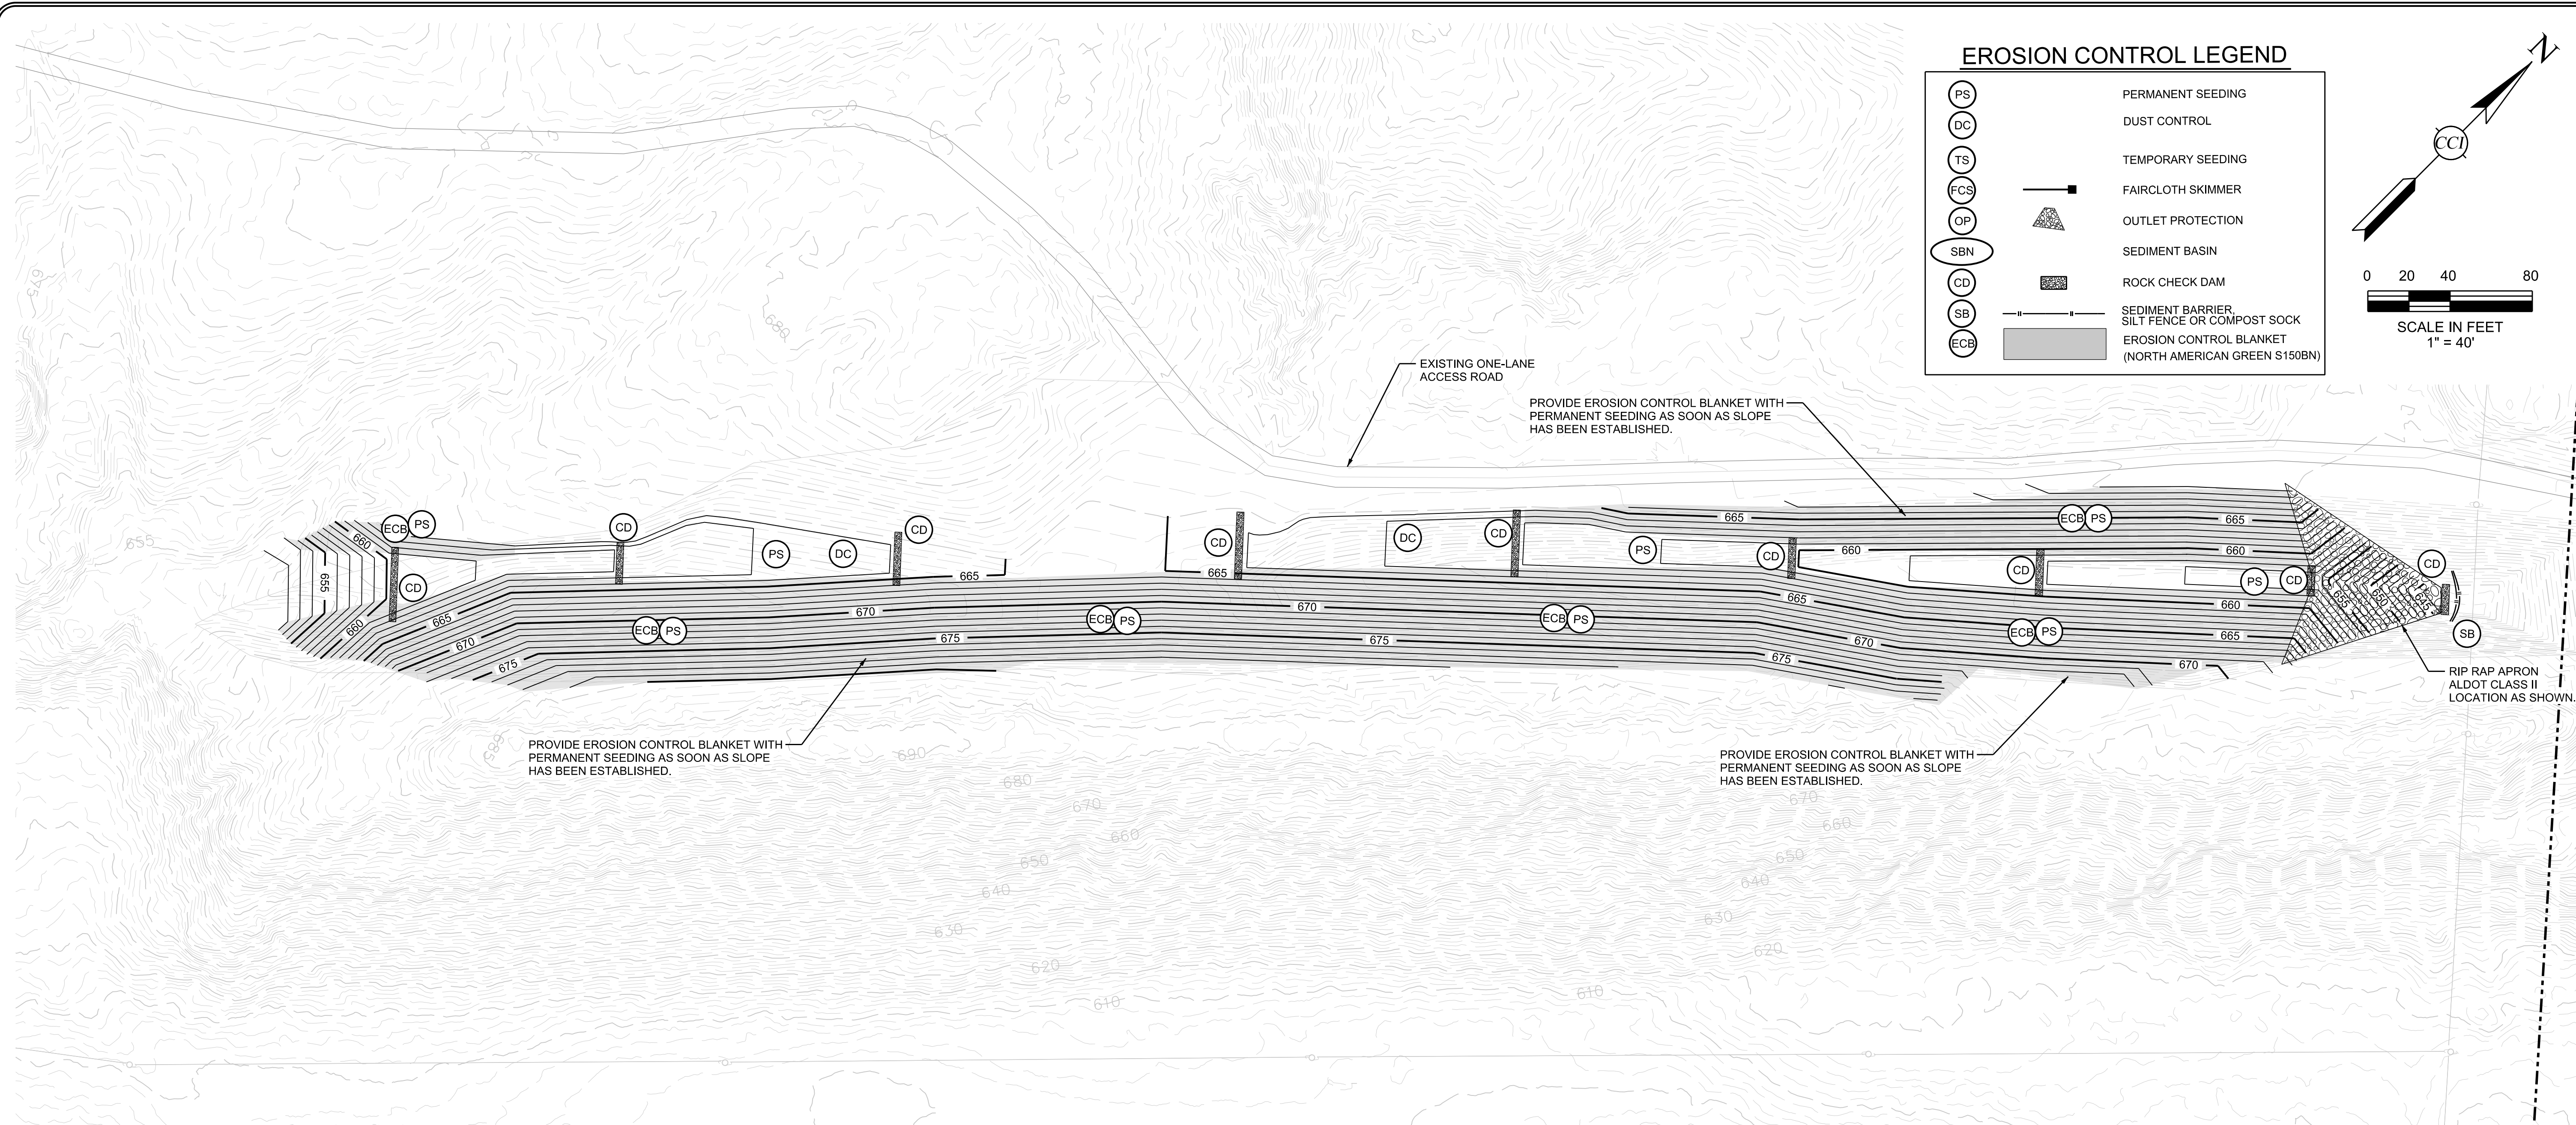 EROSION CONTROL LEGEND
PS PERMANENT SEEDING
DC DUST CONTROL
TS TEMPORARY SEEDING
FCS FAIRCLOTH SKIMMER
OP OUTLET PROTECTION
SBN SEDIMENT BASIN
CD ROCK CHECK DAM
SB SEDIMENT BARRIER,
SILT FENCE OR COMPOST SOCK
ECB EROSION CONTROL BLANKET
(NORTH AMERICAN GREEN S150BN)
N
CCI
0 20 40 80
SCALE IN FEET
1" = 40'
675
680
655
EXISTING ONE-LANE
ACCESS ROAD
PROVIDE EROSION CONTROL BLANKET WITH
PERMANENT SEEDING AS SOON AS SLOPE
HAS BEEN ESTABLISHED.
ECB PS
CD
CD
CD
CD
CD
DC
665
ECB PS
665
660
PS
DC
PS
CD
660
660
CD
CD
PS
CD
CD
655
665
665
665
660
655
650
645
660
665
670
675
670
670
ECB PS
ECB PS
ECB PS
ECB PS
665
675
675
675
670
670
SB
RIP RAP APRON
ALDOT CLASS II
LOCATION AS SHOWN.
PROVIDE EROSION CONTROL BLANKET WITH
PERMANENT SEEDING AS SOON AS SLOPE
HAS BEEN ESTABLISHED.
PROVIDE EROSION CONTROL BLANKET WITH
PERMANENT SEEDING AS SOON AS SLOPE
HAS BEEN ESTABLISHED.
685
690
680
670
660
650
640
630
620
610
670
660
650
640
630
620
610